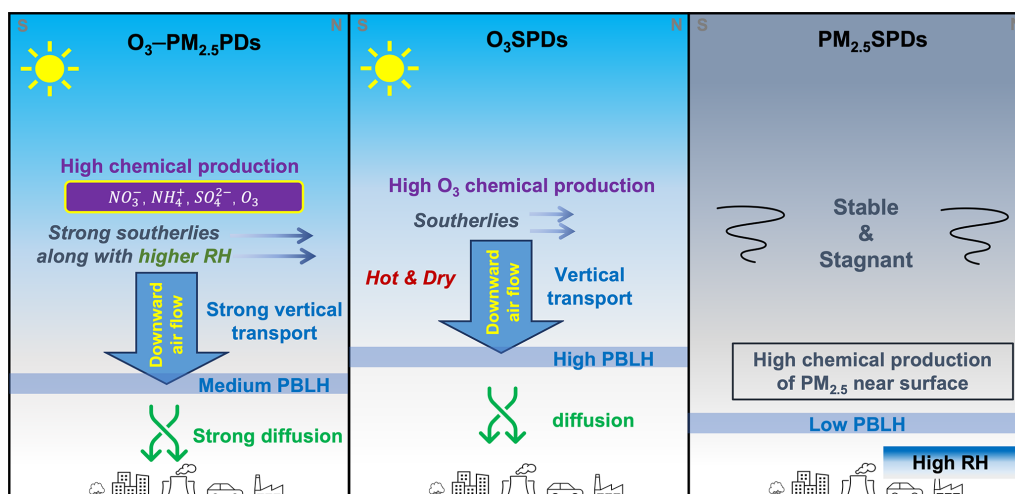 S N
O₃–PM₂.₅PDs
High chemical production
NO₃⁻, NH₄⁺, SO₄²⁻, O₃
Strong southerlies
along with higher RH
Downward
air flow
Strong vertical
transport
Medium PBLH
Strong diffusion
S N
O₃SPDs
High O₃ chemical production
Southerlies
Hot & Dry
Downward
air flow
Vertical
transport
High PBLH
diffusion
S N
PM₂.₅SPDs
Stable
&
Stagnant
High chemical production
of PM₂.₅ near surface
Low PBLH
High RH